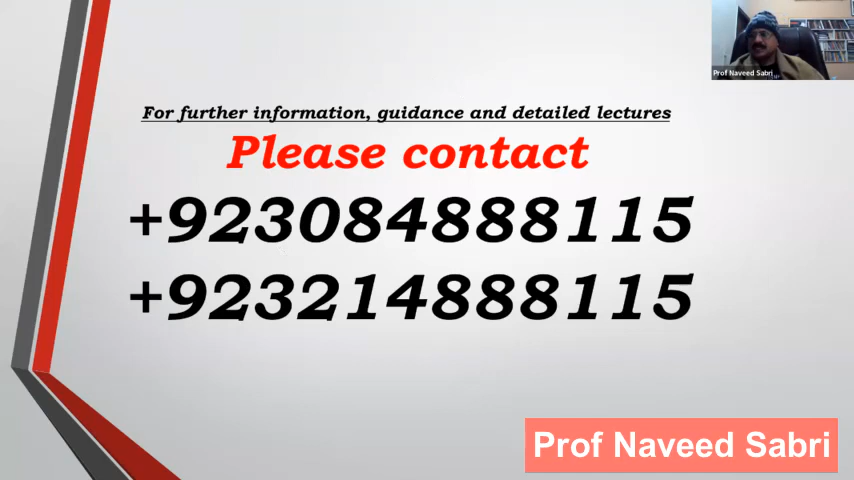 Prof Naveed Sabri
For further information, guidance and detailed lectures
Please contact
+923084888115
+923214888115
Prof Naveed Sabri